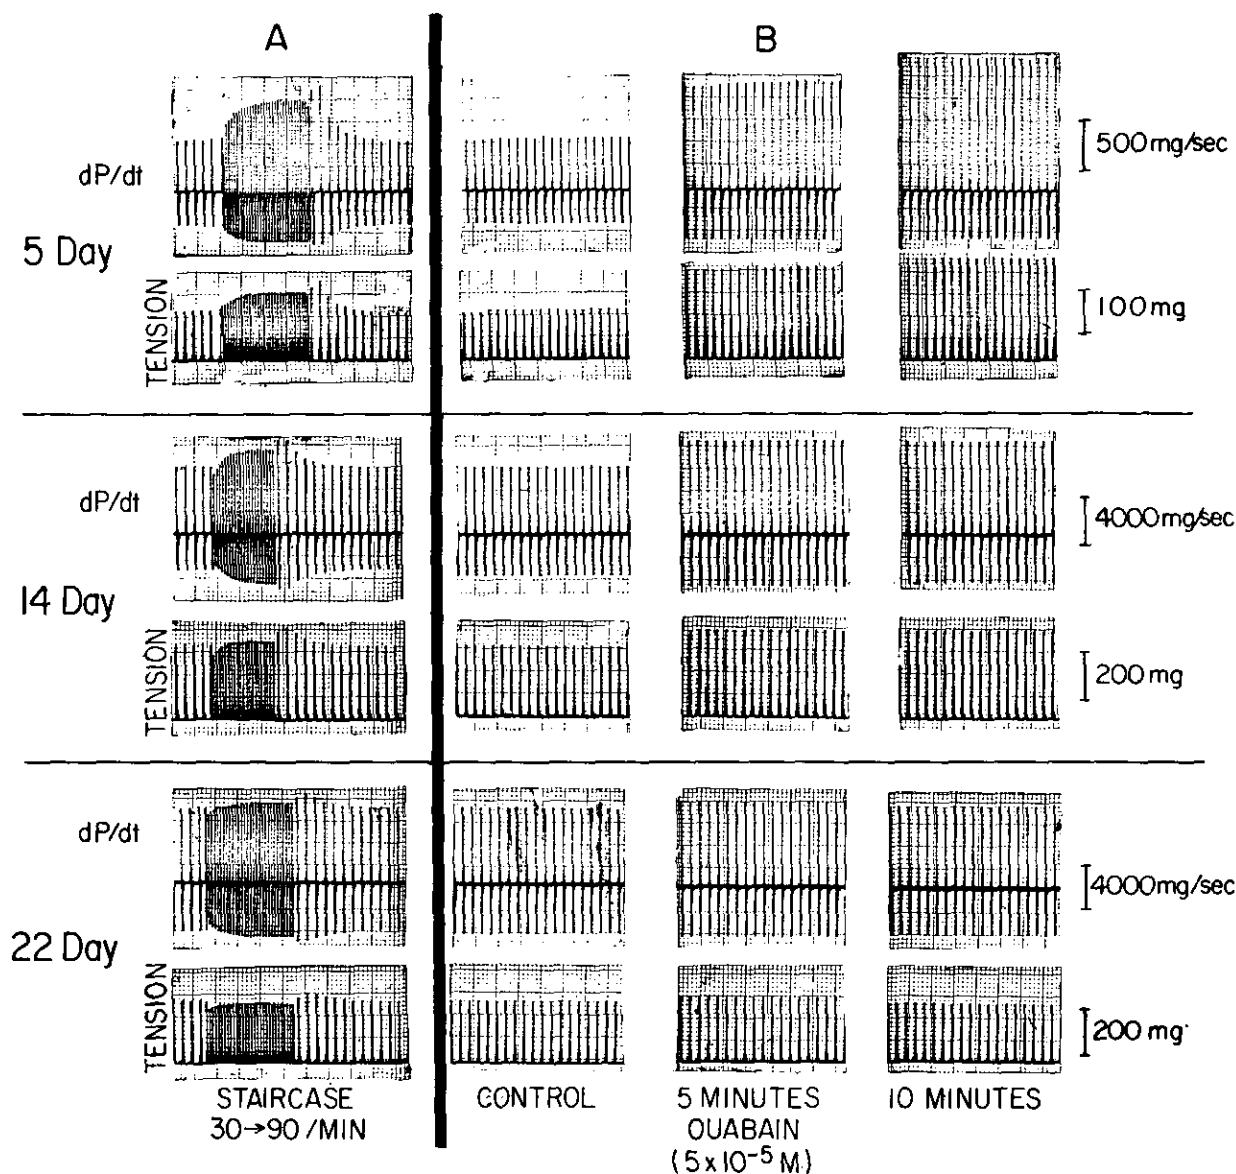 A
B
dP/dt
500 mg/sec
5 Day
TENSION
100 mg
dP/dt
4000 mg/sec
14 Day
TENSION
200 mg
dP/dt
4000 mg/sec
22 Day
TENSION
200 mg
STAIRCASE
30→90/MIN
CONTROL
5 MINUTES
OUABAIN
(5 x 10⁻⁵ M)
10 MINUTES